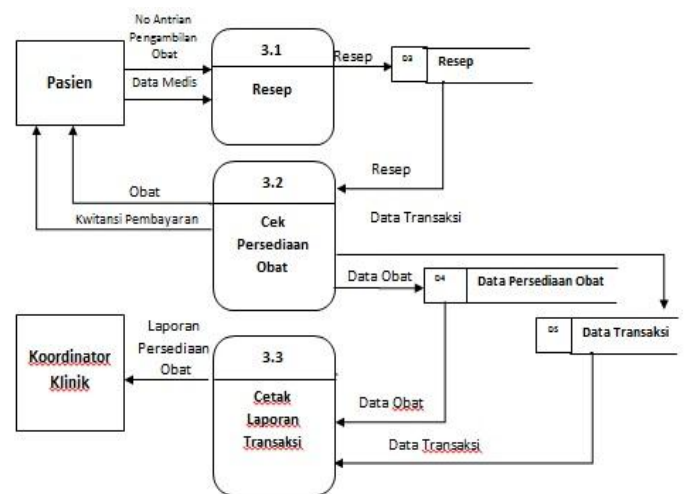 No Antrian
Pengambilan
Obat
Pasien
Data Medis
3.1
Resep
Resep
D3
Resep
Resep
3.2
Cek
Persediaan
Obat
Obat
Kwitansi Pembayaran
Data Transaksi
Data Obat
D4
Data Persediaan Obat
D5
Data Transaksi
Koordinator
Klinik
Laporan
Persediaan
Obat
3.3
Cetak
Laporan
Transaksi
Data Obat
Data Transaksi